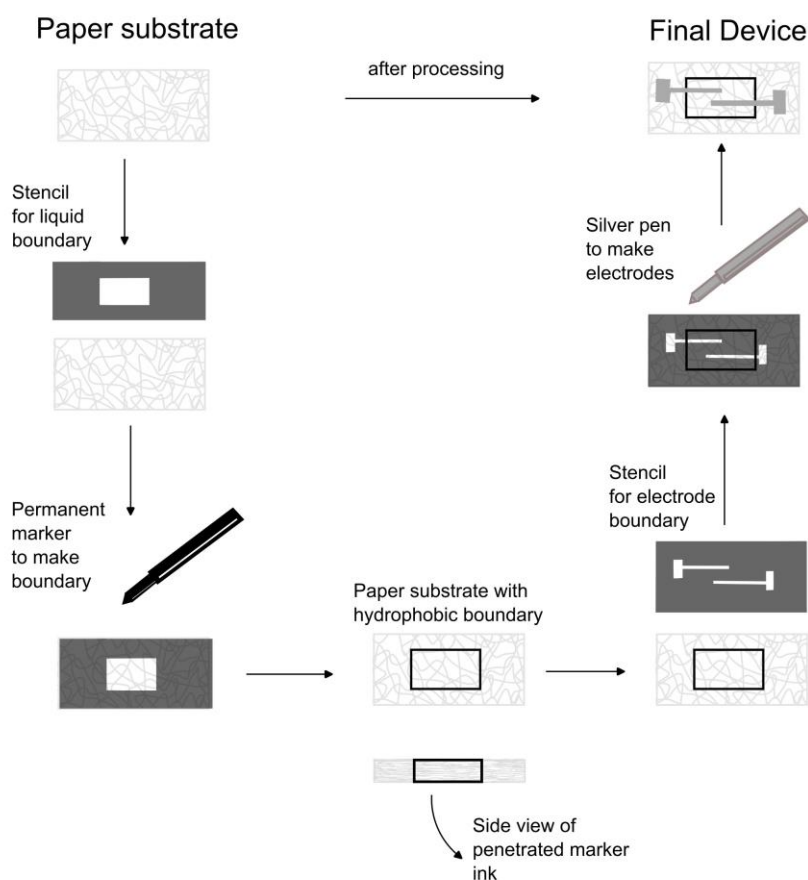 Paper substrate
Final Device
after processing
Stencil
for liquid
boundary
Silver pen
to make
electrodes
Permanent
marker
to make
boundary
Stencil
for electrode
boundary
Paper substrate with
hydrophobic boundary
Side view of
penetrated marker
ink